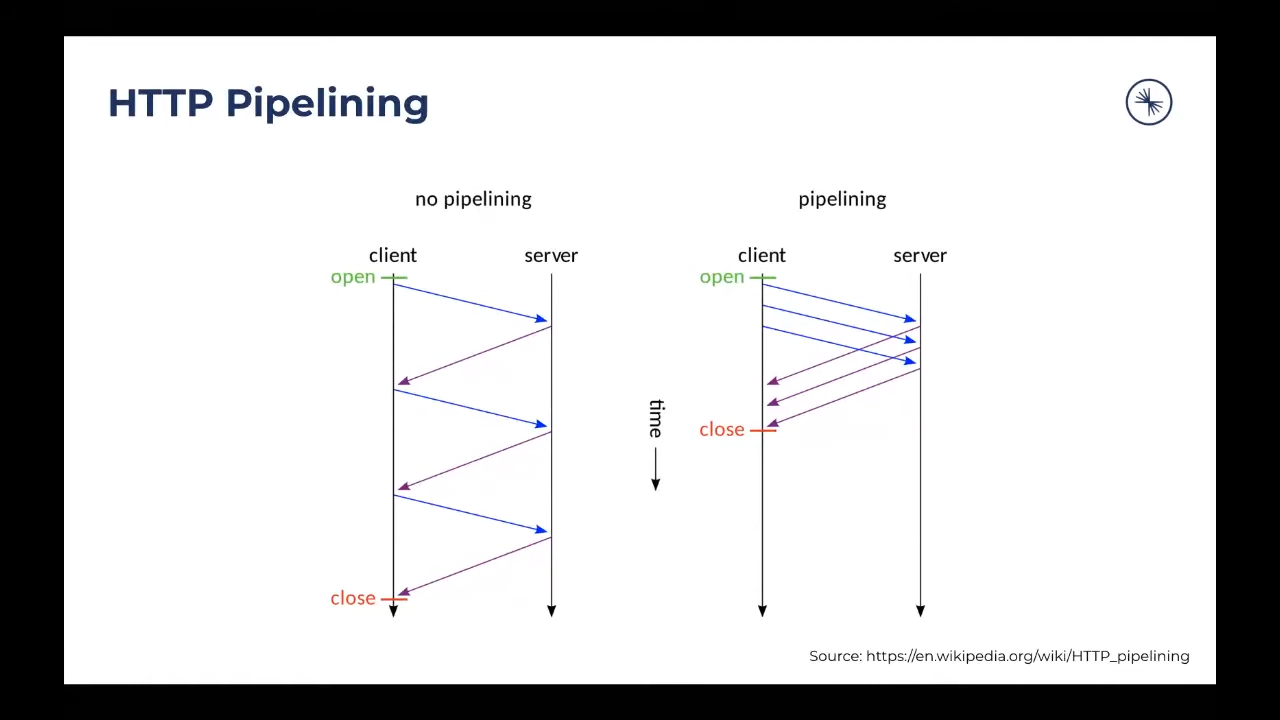 HTTP Pipelining
no pipelining
client
server
open
close
time
pipelining
client
server
open
close
Source: https://en.wikipedia.org/wiki/HTTP_pipelining